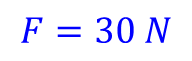 F = 30 N